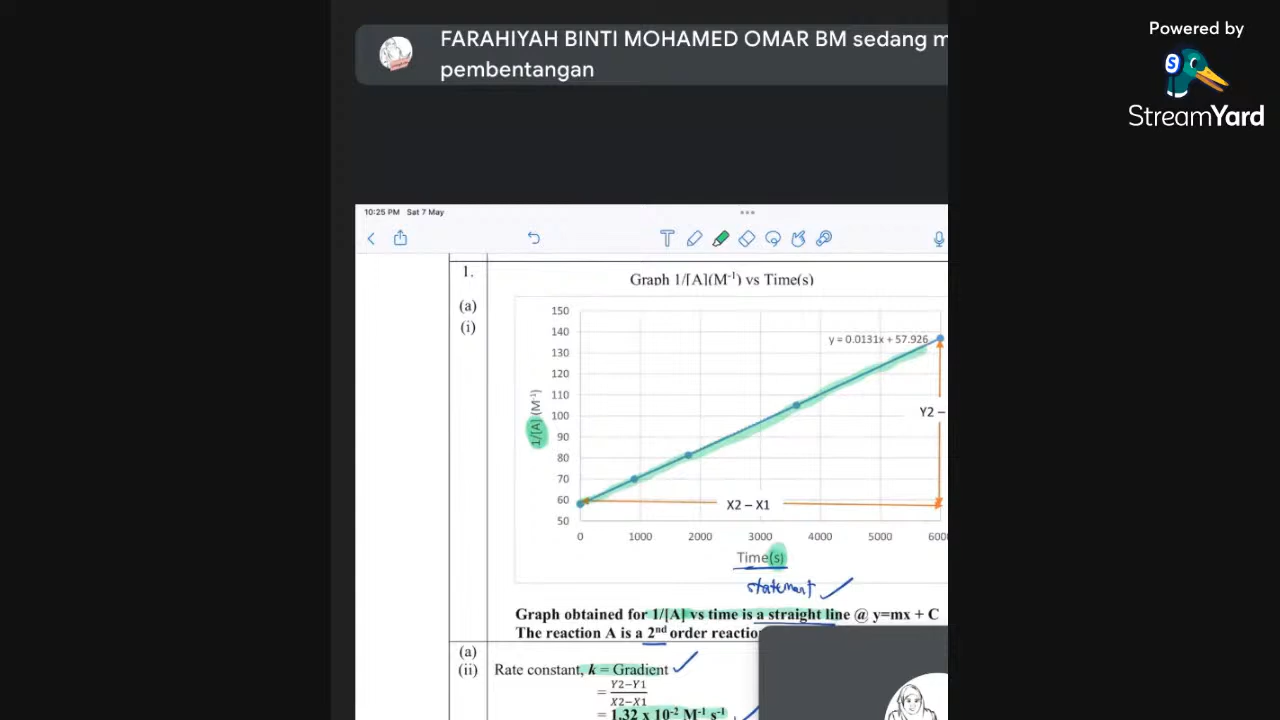 Powered by
StreamYard
FARAHIYAH BINTI MOHAMED OMAR BM sedang m
pembentangan
10:25 PM Sat 7 May
1.
Graph 1/[A](M⁻¹) vs Time(s)
(a)
(i)
150
140
130
120
110
100
90
80
70
60
50
1/[A] (M⁻¹)
y = 0.0131x + 57.926
Y2 –
X2 – X1
0 1000 2000 3000 4000 5000 6000
Time(s)
statement ✓
Graph obtained for 1/[A] vs time is a straight line @ y=mx + C
The reaction A is a 2ⁿᵈ order reactio
(a)
(ii)
Rate constant, k = Gradient ✓
= Y2−Y1
X2−X1
= 1.32 x 10⁻² M⁻¹ s⁻¹